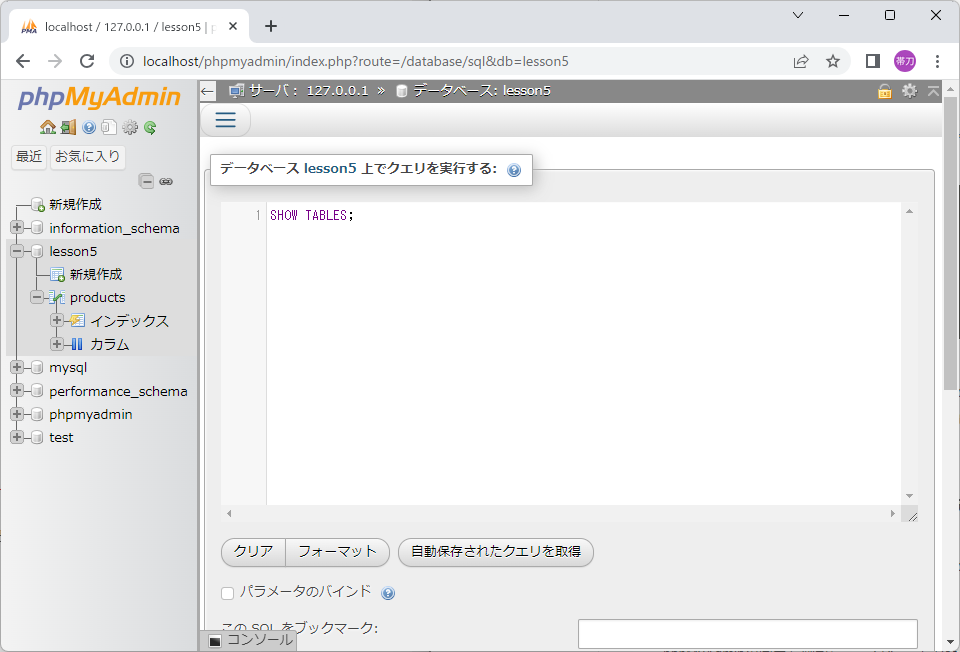 localhost / 127.0.0.1 / lesson5 | p
localhost/phpmyadmin/index.php?route=/database/sql&db=lesson5
帯刀
phpMyAdmin
最近
お気に入り
新規作成
information_schema
lesson5
新規作成
products
インデックス
カラム
mysql
performance_schema
phpmyadmin
test
サーバ: 127.0.0.1 » データベース: lesson5
データベース lesson5 上でクエリを実行する:
1 SHOW TABLES;
クリア
フォーマット
自動保存されたクエリを取得
パラメータのバインド
この SQL をブックマーク:
コンソール